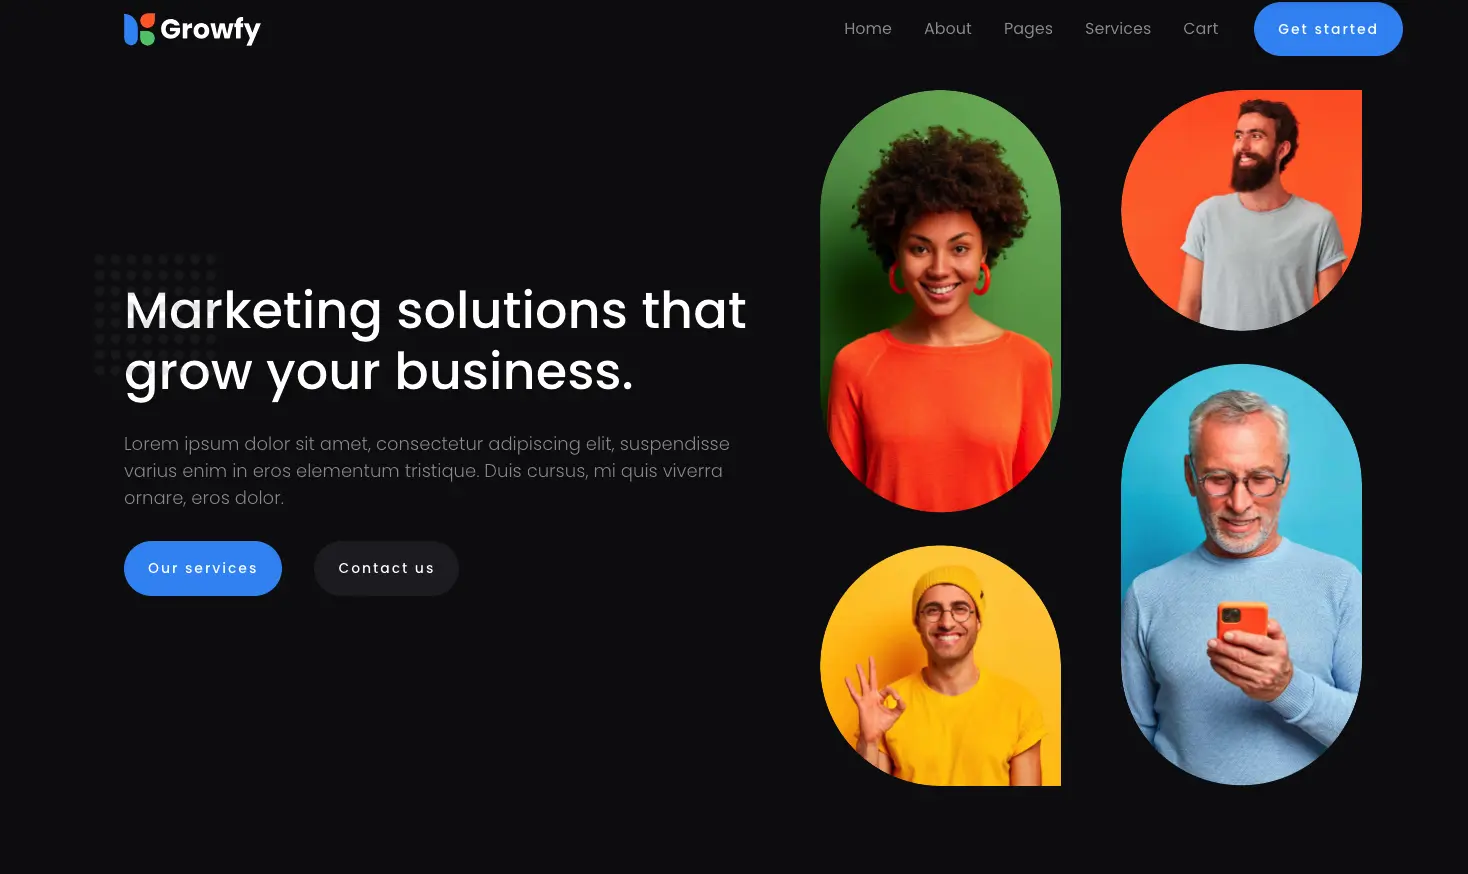 Growfy
Home About Pages Services Cart Get started
Marketing solutions that
grow your business.
Lorem ipsum dolor sit amet, consectetur adipiscing elit, suspendisse
varius enim in eros elementum tristique. Duis cursus, mi quis viverra
ornare, eros dolor.
Our services Contact us